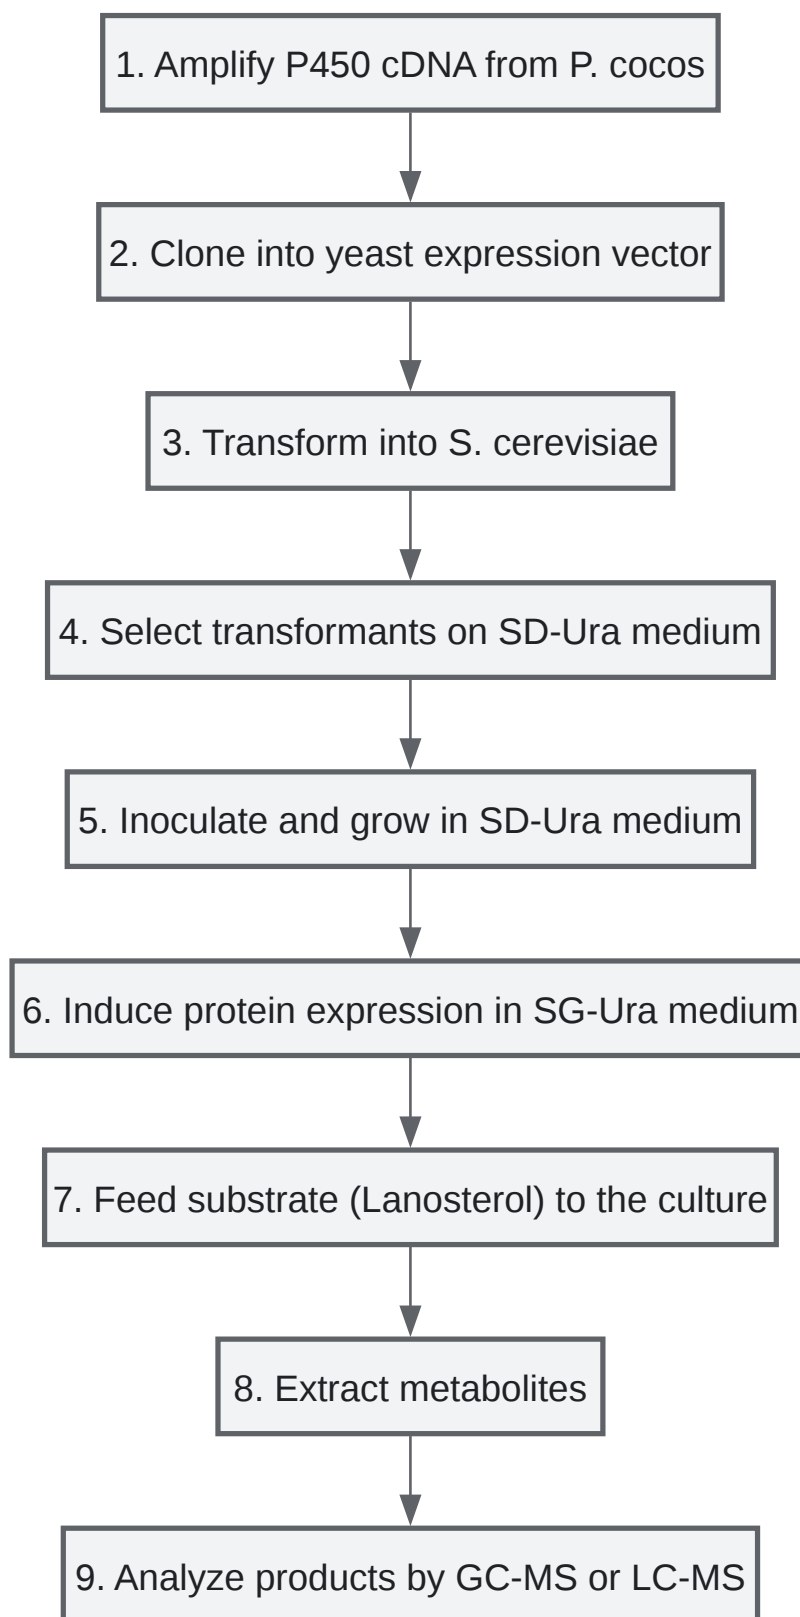 1. Amplify P450 cDNA from P. cocos
2. Clone into yeast expression vector
3. Transform into S. cerevisiae
4. Select transformants on SD-Ura medium
5. Inoculate and grow in SD-Ura medium
6. Induce protein expression in SG-Ura medium
7. Feed substrate (Lanosterol) to the culture
8. Extract metabolites
9. Analyze products by GC-MS or LC-MS